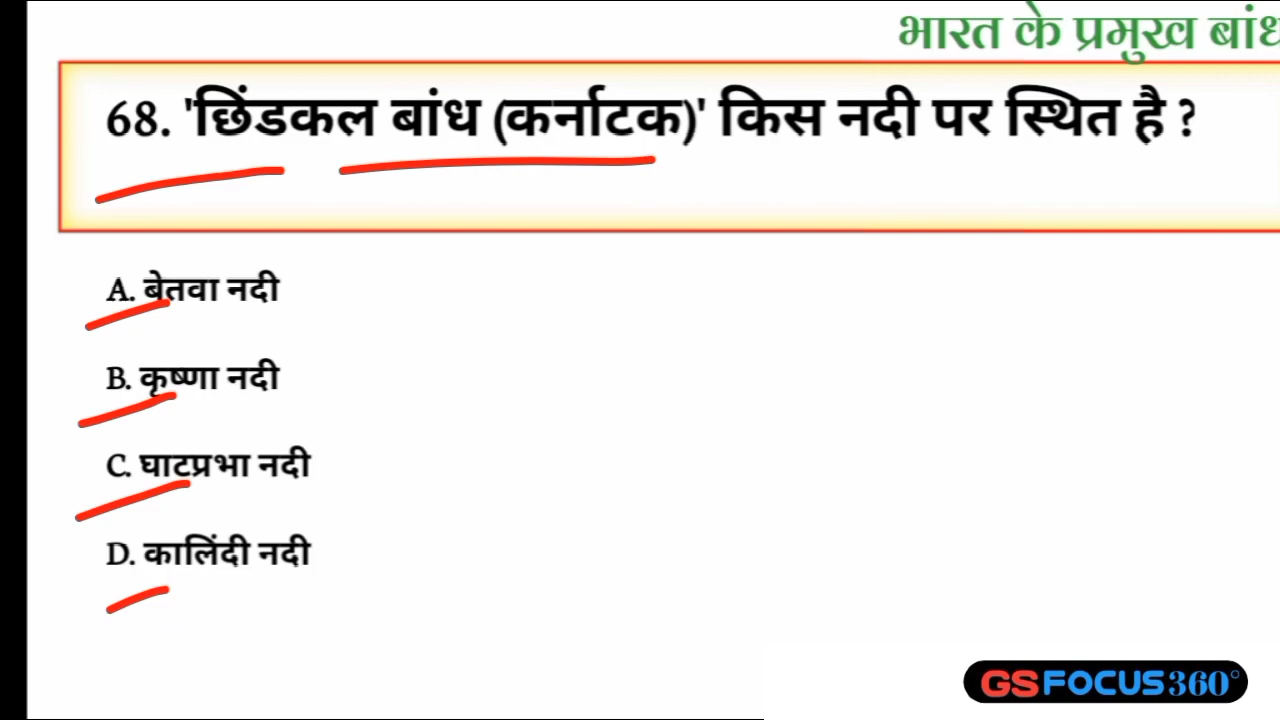 भारत के प्रमुख बांध
68. 'छिंडकल बांध (कर्नाटक)' किस नदी पर स्थित है ?
A. बेतवा नदी
B. कृष्णा नदी
C. घाटप्रभा नदी
D. कालिंदी नदी
GSFOCUS360°